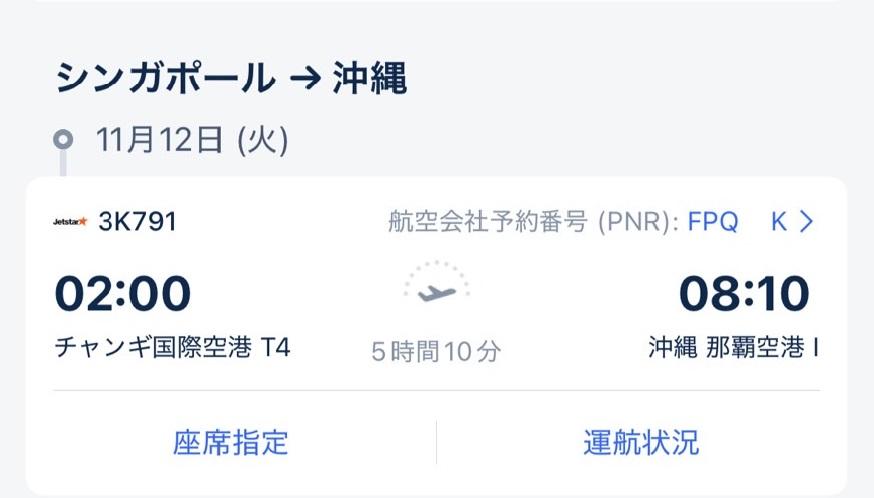 シンガポール → 沖縄
11月12日 (火)
Jetstar 3K791
航空会社予約番号 (PNR): FPQ K
02:00
08:10
チャンギ国際空港 T4
5時間10分
沖縄 那覇空港 I
座席指定
運航状況